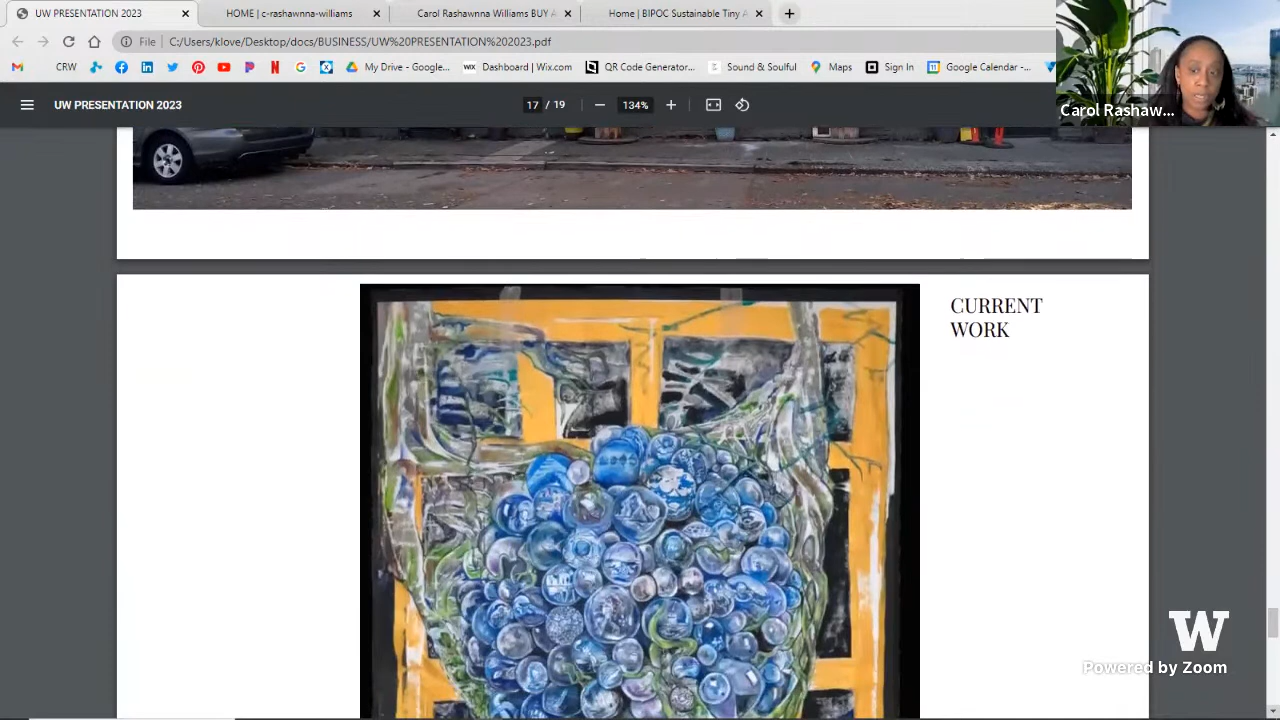 UW PRESENTATION 2023
HOME | c-rashawnna-williams
Carol Rashawnna Williams BUY A
Home | BIPOC Sustainable Tiny A
File | C:/Users/klove/Desktop/docs/BUSINESS/UW%20PRESENTATION%202023.pdf
CRW
My Drive - Google...
WIX
Dashboard | Wix.com
QR Code Generator...
Sound & Soulful
Maps
Sign In
Google Calendar -...
UW PRESENTATION 2023
17 / 19
134%
Carol Rashaw...
CURRENT
WORK
W
Powered by Zoom